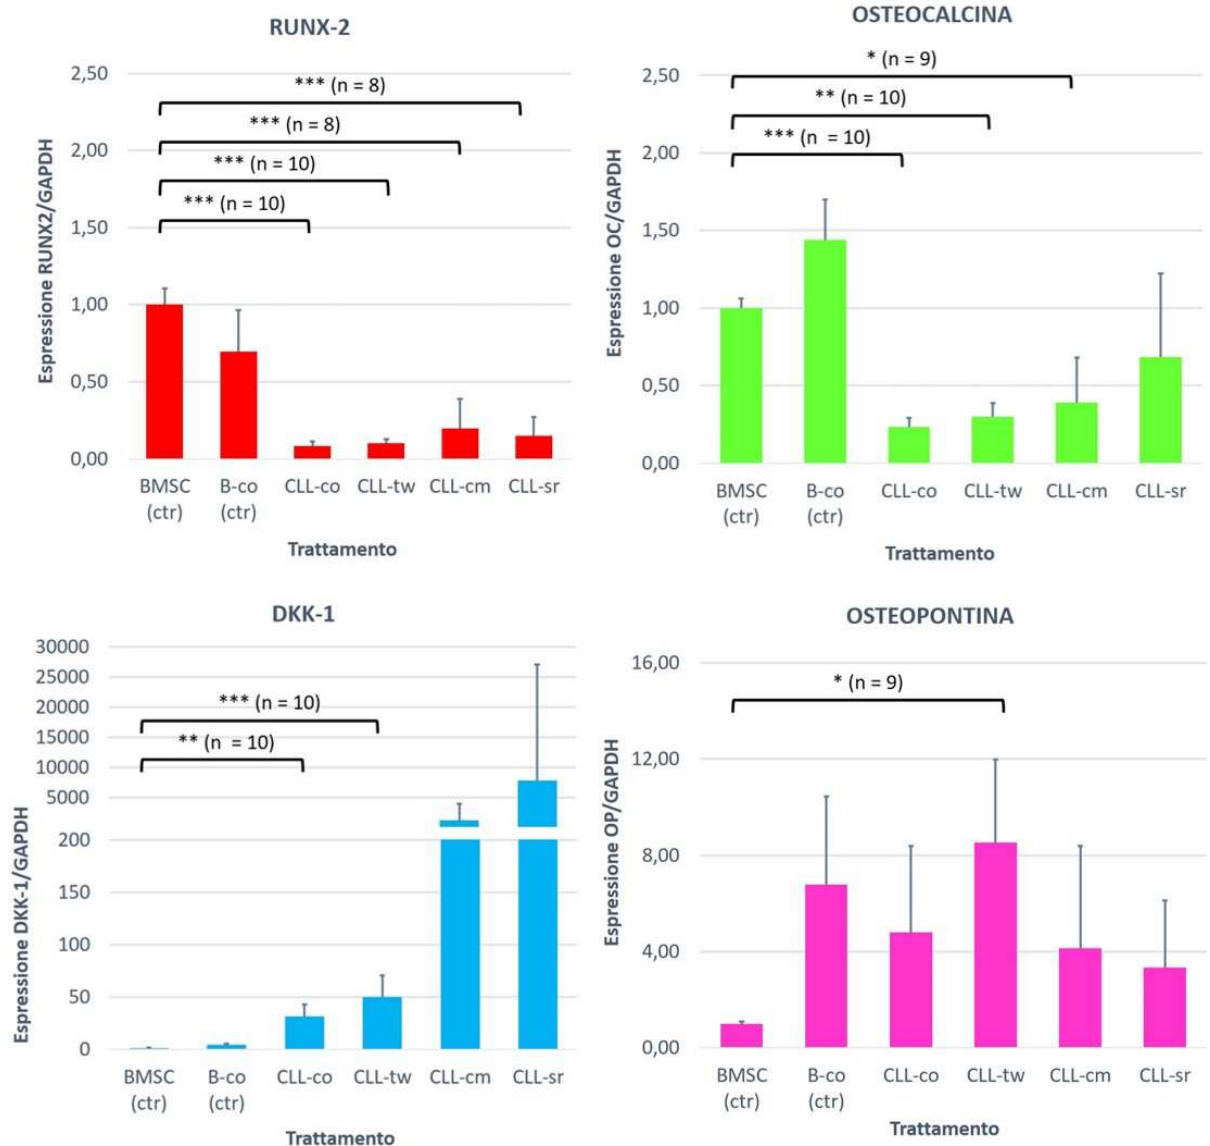 RUNX-2
Espressione RUNX2/GAPDH
2,50
2,00
1,50
1,00
0,50
0,00
*** (n = 8)
*** (n = 8)
*** (n = 10)
*** (n = 10)
BMSC (ctr)
B-co (ctr)
CLL-co
CLL-tw
CLL-cm
CLL-sr
Trattamento
OSTEOCALCINA
Espressione OC/GAPDH
2,50
2,00
1,50
1,00
0,50
0,00
* (n = 9)
** (n = 10)
*** (n = 10)
BMSC (ctr)
B-co (ctr)
CLL-co
CLL-tw
CLL-cm
CLL-sr
Trattamento
DKK-1
Espressione DKK-1/GAPDH
30000
25000
20000
15000
10000
5000
200
150
100
50
0
*** (n = 10)
** (n = 10)
BMSC (ctr)
B-co (ctr)
CLL-co
CLL-tw
CLL-cm
CLL-sr
Trattamento
OSTEOPONTINA
Espressione OP/GAPDH
16,00
12,00
8,00
4,00
0,00
* (n = 9)
BMSC (ctr)
B-co (ctr)
CLL-co
CLL-tw
CLL-cm
CLL-sr
Trattamento